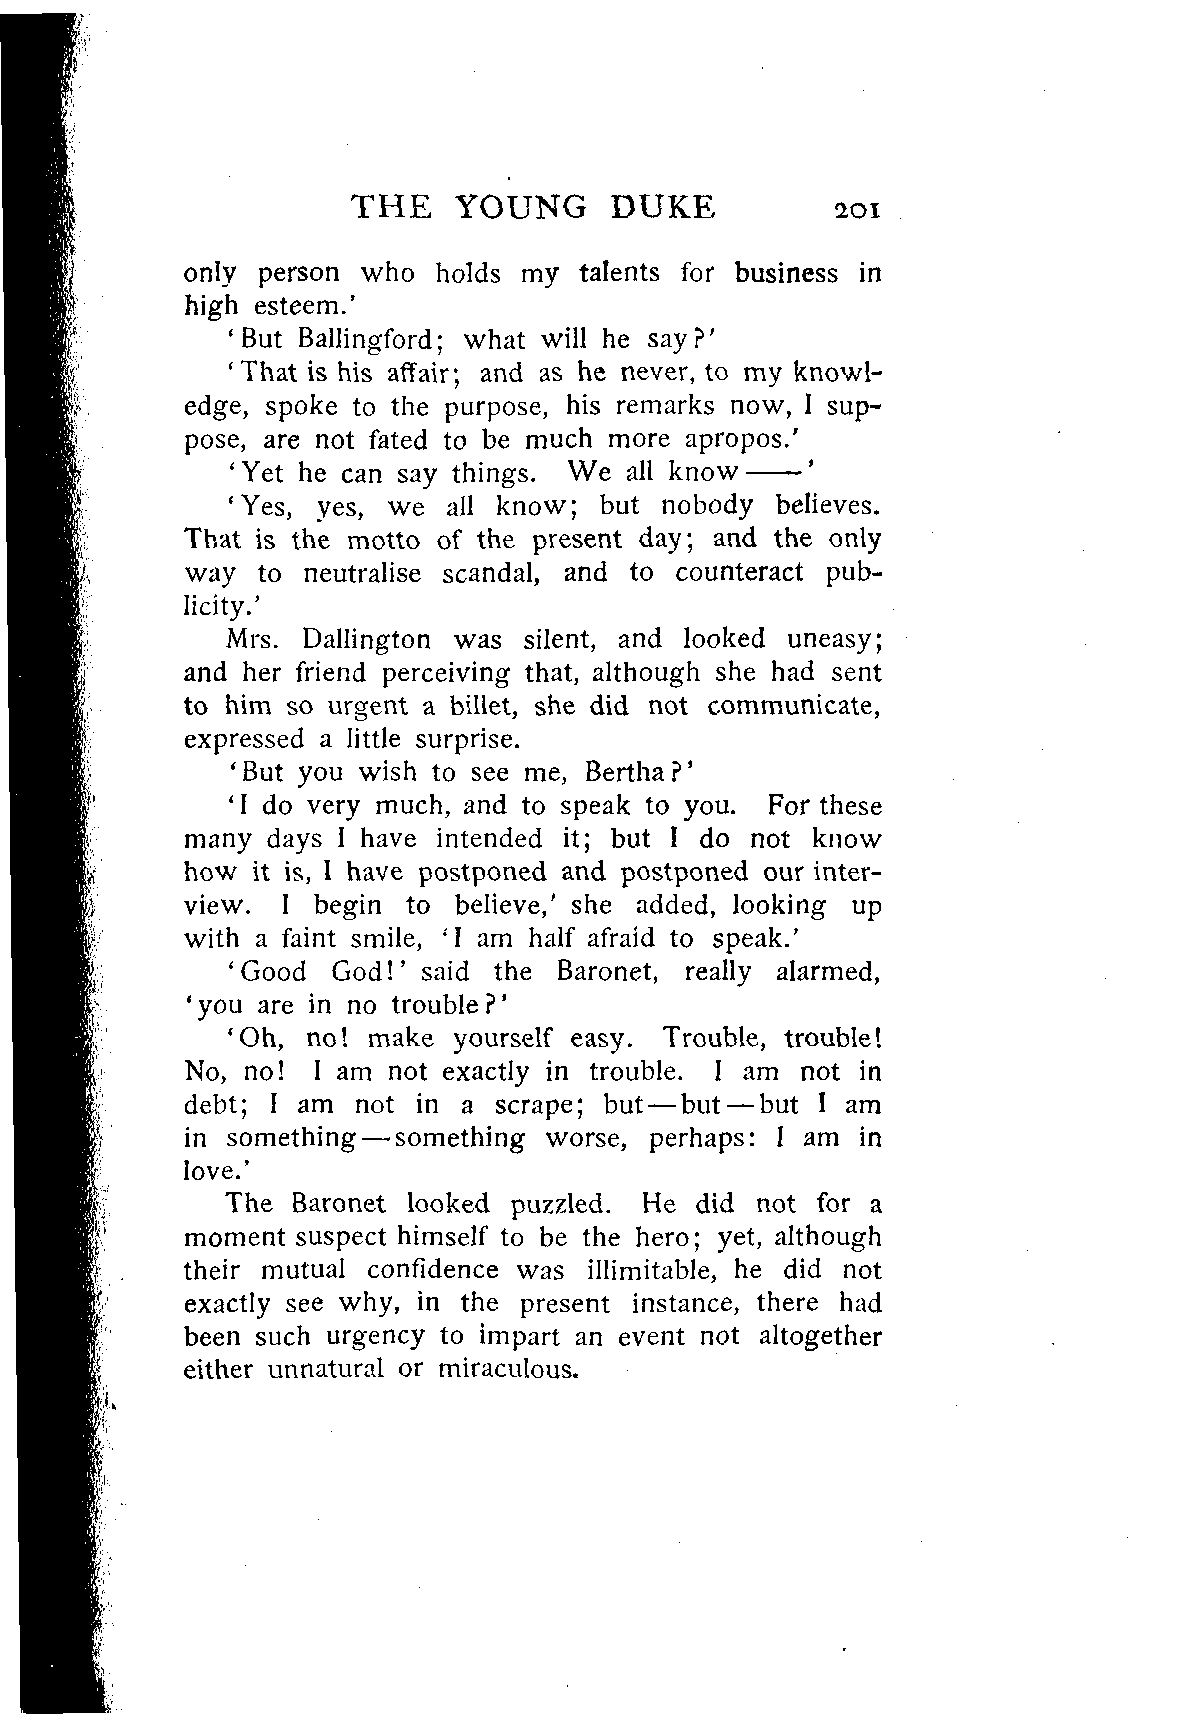 THE YOUNG DUKE 201
only person who holds my talents for business in
high esteem.'
'But Ballingford; what will he say?'
'That is his affair; and as he never, to my knowl-
edge, spoke to the purpose, his remarks now, I sup-
pose, are not fated to be much more apropos.'
'Yet he can say things. We all know——'
'Yes, yes, we all know; but nobody believes.
That is the motto of the present day; and the only
way to neutralise scandal, and to counteract pub-
licity.'
Mrs. Dallington was silent, and looked uneasy;
and her friend perceiving that, although she had sent
to him so urgent a billet, she did not communicate,
expressed a little surprise.
'But you wish to see me, Bertha?'
'I do very much, and to speak to you. For these
many days I have intended it; but I do not know
how it is, I have postponed and postponed our inter-
view. I begin to believe,' she added, looking up
with a faint smile, 'I am half afraid to speak.'
'Good God!' said the Baronet, really alarmed,
'you are in no trouble?'
'Oh, no! make yourself easy. Trouble, trouble!
No, no! I am not exactly in trouble. I am not in
debt; I am not in a scrape; but—but—but I am
in something—something worse, perhaps: I am in
love.'
The Baronet looked puzzled. He did not for a
moment suspect himself to be the hero; yet, although
their mutual confidence was illimitable, he did not
exactly see why, in the present instance, there had
been such urgency to impart an event not altogether
either unnatural or miraculous.